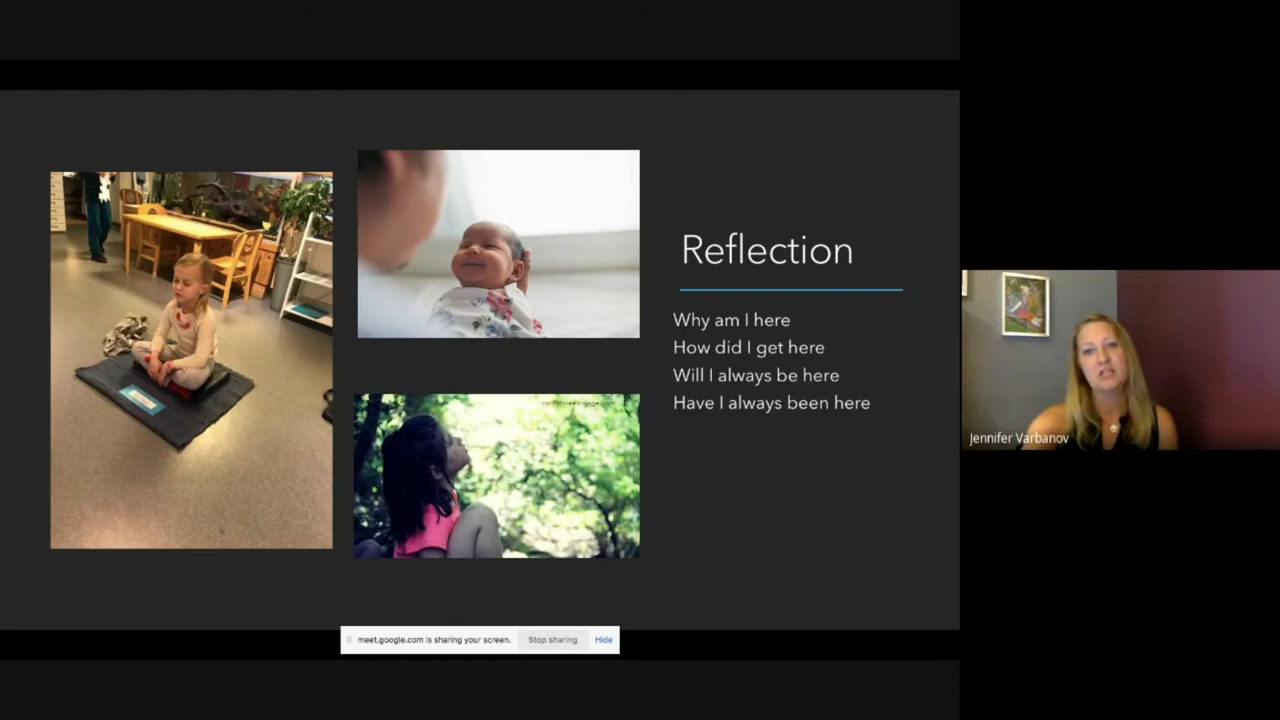 Reflection
Why am I here
How did I get here
Will I always be here
Have I always been here
Jennifer Varbanov
meet.google.com is sharing your screen.
Stop sharing
Hide